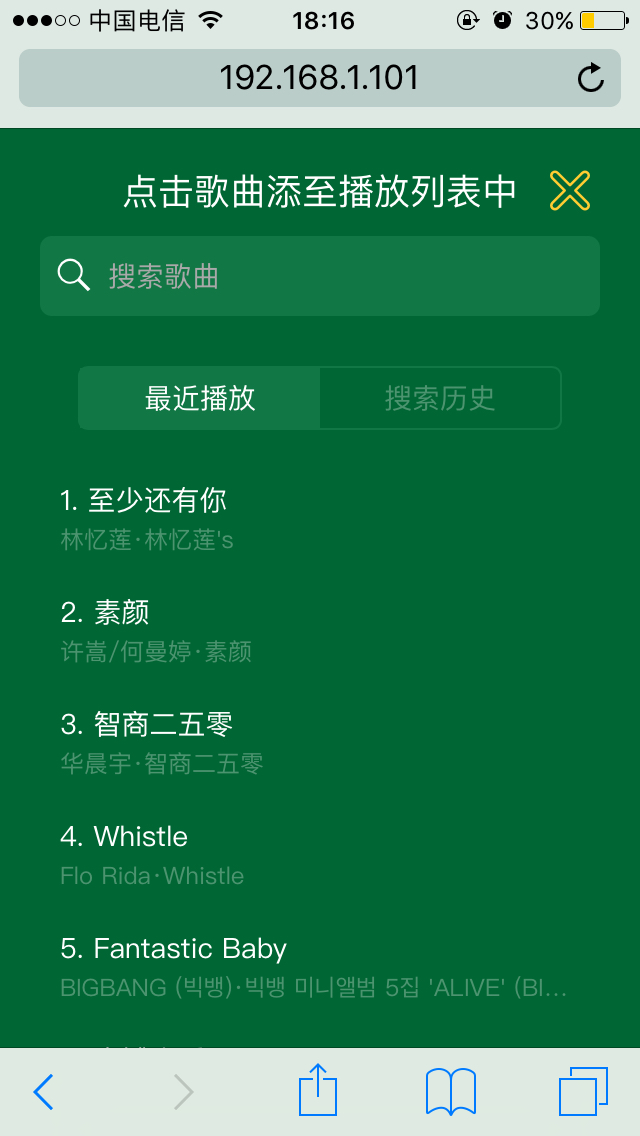 中国电信 18:16 30%
192.168.1.101
点击歌曲添至播放列表中
搜索歌曲
最近播放 搜索历史
1. 至少还有你
林忆莲·林忆莲's
2. 素颜
许嵩/何曼婷·素颜
3. 智商二五零
华晨宇·智商二五零
4. Whistle
Flo Rida·Whistle
5. Fantastic Baby
BIGBANG (빅뱅)·빅뱅 미니앨범 5집 'ALIVE' (BI...